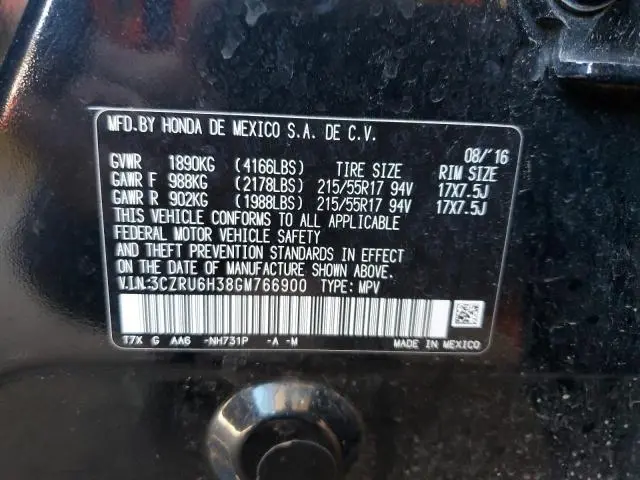 MFD.BY HONDA DE MEXICO S.A. DE C.V.
08/'16
GVWR 1890KG (4166LBS) TIRE SIZE RIM SIZE
GAWR F 988KG (2178LBS) 215/55R17 94V 17X7.5J
GAWR R 902KG (1988LBS) 215/55R17 94V 17X7.5J
THIS VEHICLE CONFORMS TO ALL APPLICABLE
FEDERAL MOTOR VEHICLE SAFETY
AND THEFT PREVENTION STANDARDS IN EFFECT
ON THE DATE OF MANUFACTURE SHOWN ABOVE.
V.I.N:3CZRU6H38GM766900 TYPE: MPV
T7X G AA6 -NH731P -A -M MADE IN MEXICO